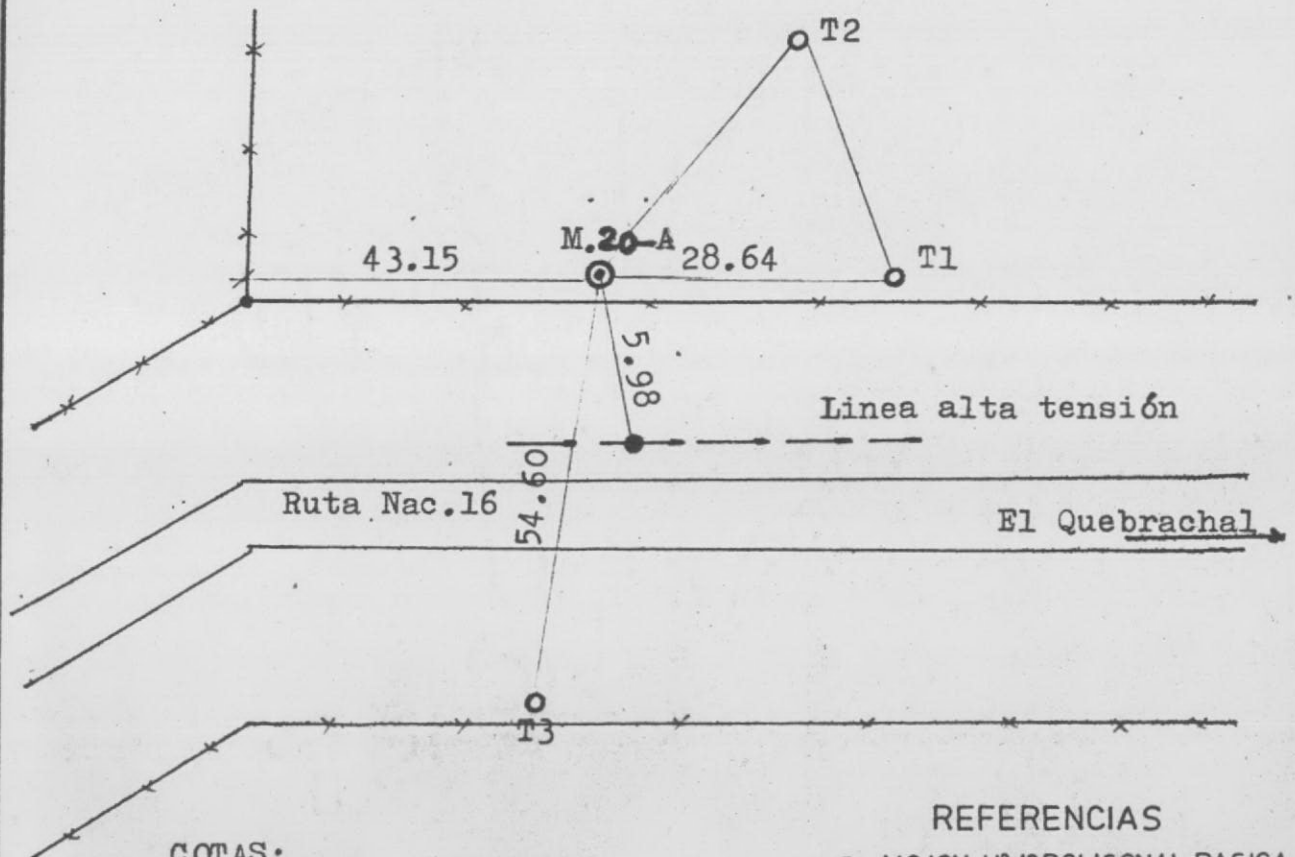 T2
M.20-A
43.15
28.64
T1
5.98
Linea alta tensión
54.60
Ruta Nac.16
El Quebrachal
T3
REFERENCIAS
COTAS: